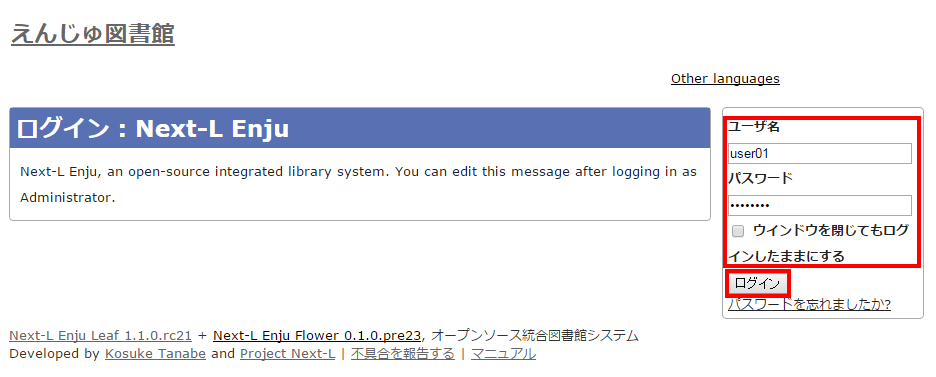 えんじゅ図書館
Other languages
ログイン : Next-L Enju
Next-L Enju, an open-source integrated library system. You can edit this message after logging in as
Administrator.
ユーザ名
user01
パスワード
••••••••
ウインドウを閉じてもログ
インしたままにする
ログイン
パスワードを忘れましたか?
Next-L Enju Leaf 1.1.0.rc21 + Next-L Enju Flower 0.1.0.pre23, オープンソース統合図書館システム
Developed by Kosuke Tanabe and Project Next-L | 不具合を報告する | マニュアル